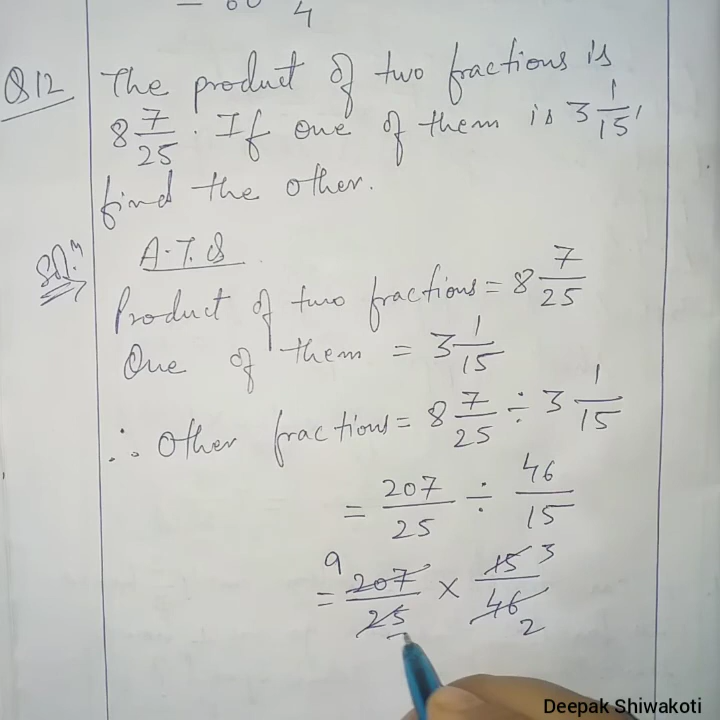 = 60 4
Q12 The product of two fractions is
8 7/25. If one of them is 3 1/15,
find the other.
Solⁿ A.T.Q
Product of two fractions = 8 7/25
One of them = 3 1/15
∴ Other fractions = 8 7/25 ÷ 3 1/15
= 207/25 ÷ 46/15
= 9 207/25 × 15/46 3 2
Deepak Shiwakoti